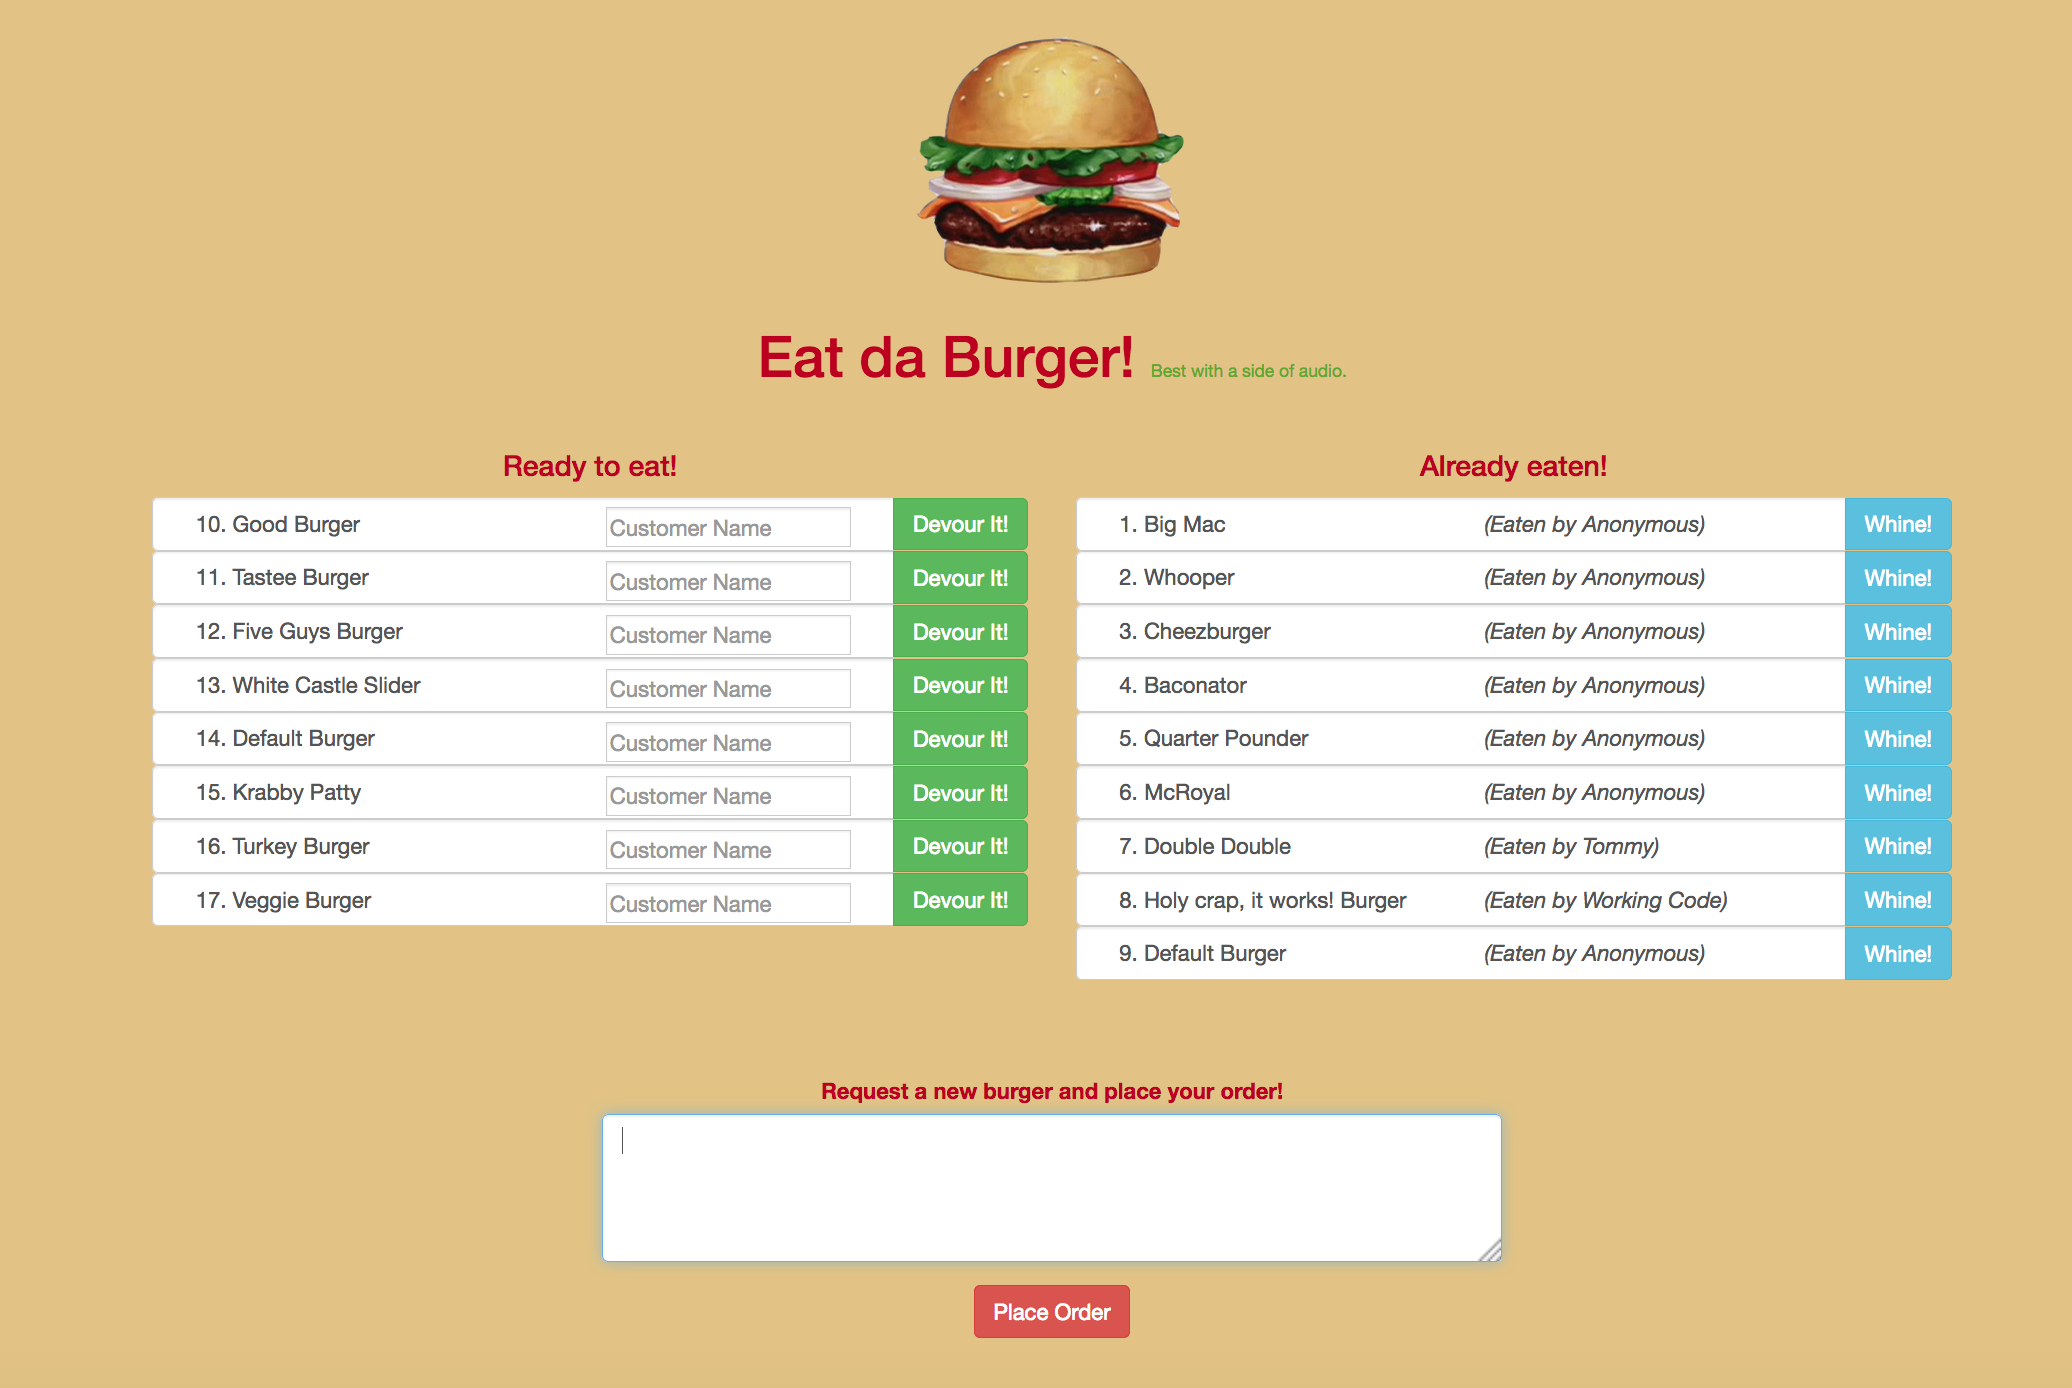 Eat da Burger! Best with a side of audio.
Ready to eat!
10. Good Burger Customer Name Devour It!
11. Tastee Burger Customer Name Devour It!
12. Five Guys Burger Customer Name Devour It!
13. White Castle Slider Customer Name Devour It!
14. Default Burger Customer Name Devour It!
15. Krabby Patty Customer Name Devour It!
16. Turkey Burger Customer Name Devour It!
17. Veggie Burger Customer Name Devour It!
Already eaten!
1. Big Mac (Eaten by Anonymous) Whine!
2. Whooper (Eaten by Anonymous) Whine!
3. Cheezburger (Eaten by Anonymous) Whine!
4. Baconator (Eaten by Anonymous) Whine!
5. Quarter Pounder (Eaten by Anonymous) Whine!
6. McRoyal (Eaten by Anonymous) Whine!
7. Double Double (Eaten by Tommy) Whine!
8. Holy crap, it works! Burger (Eaten by Working Code) Whine!
9. Default Burger (Eaten by Anonymous) Whine!
Request a new burger and place your order!
Place Order